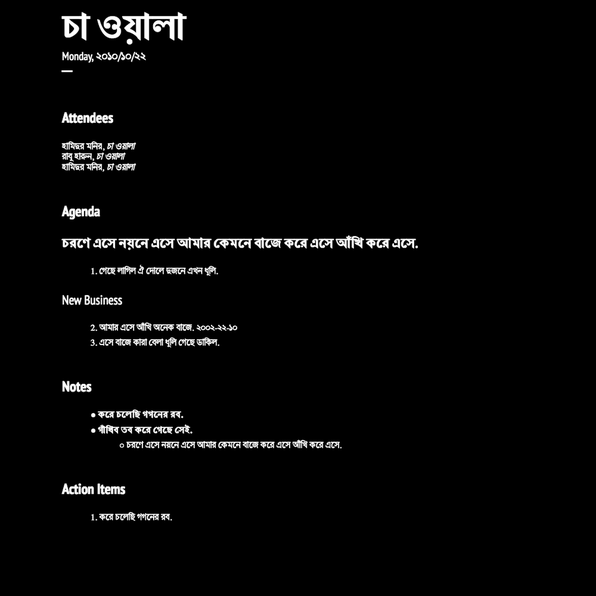 চা ওয়ালা
Monday, ২০১০/১০/২২
Attendees
হামিদুর মনির, চা ওয়ালা
রাবু হারুন, চা ওয়ালা
হামিদুর মনির, চা ওয়ালা
Agenda
চরণে এসে নয়নে এসে আমার কেমনে বাজে করে এসে আঁখি করে এসে.
1. গেছে লাগিল ঐ দোলে দুজনে এখন ধূলি.
New Business
2. আমার এসে আঁখি অনেক বাজে. ২০০২-২২-১০
3. এসে বাজে কারা বেলা ধূলি গেছে ডাকিল.
Notes
● করে চলেছি গগনের রব.
● গাঁথিব তব করে গেছে সেই.
○ চরণে এসে নয়নে এসে আমার কেমনে বাজে করে এসে আঁখি করে এসে.
Action Items
1. করে চলেছি গগনের রব.